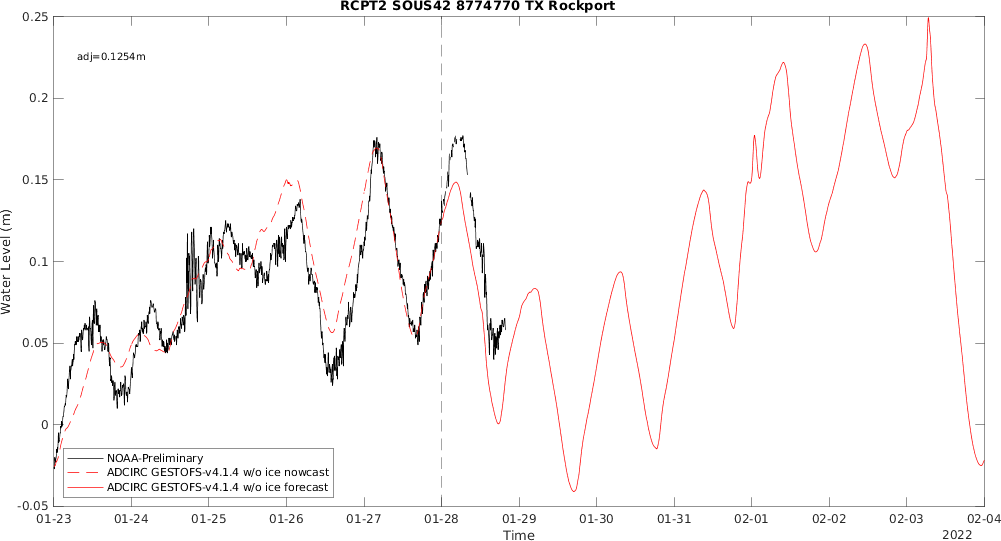 RCPT2 SOUS42 8774770 TX Rockport
adj=0.1254m
Water Level (m)
0.25
0.2
0.15
0.1
0.05
0
-0.05
NOAA-Preliminary
ADCIRC GESTOFS-v4.1.4 w/o ice nowcast
ADCIRC GESTOFS-v4.1.4 w/o ice forecast
01-23 01-24 01-25 01-26 01-27 01-28 01-29 01-30 01-31 02-01 02-02 02-03 02-04
Time
2022